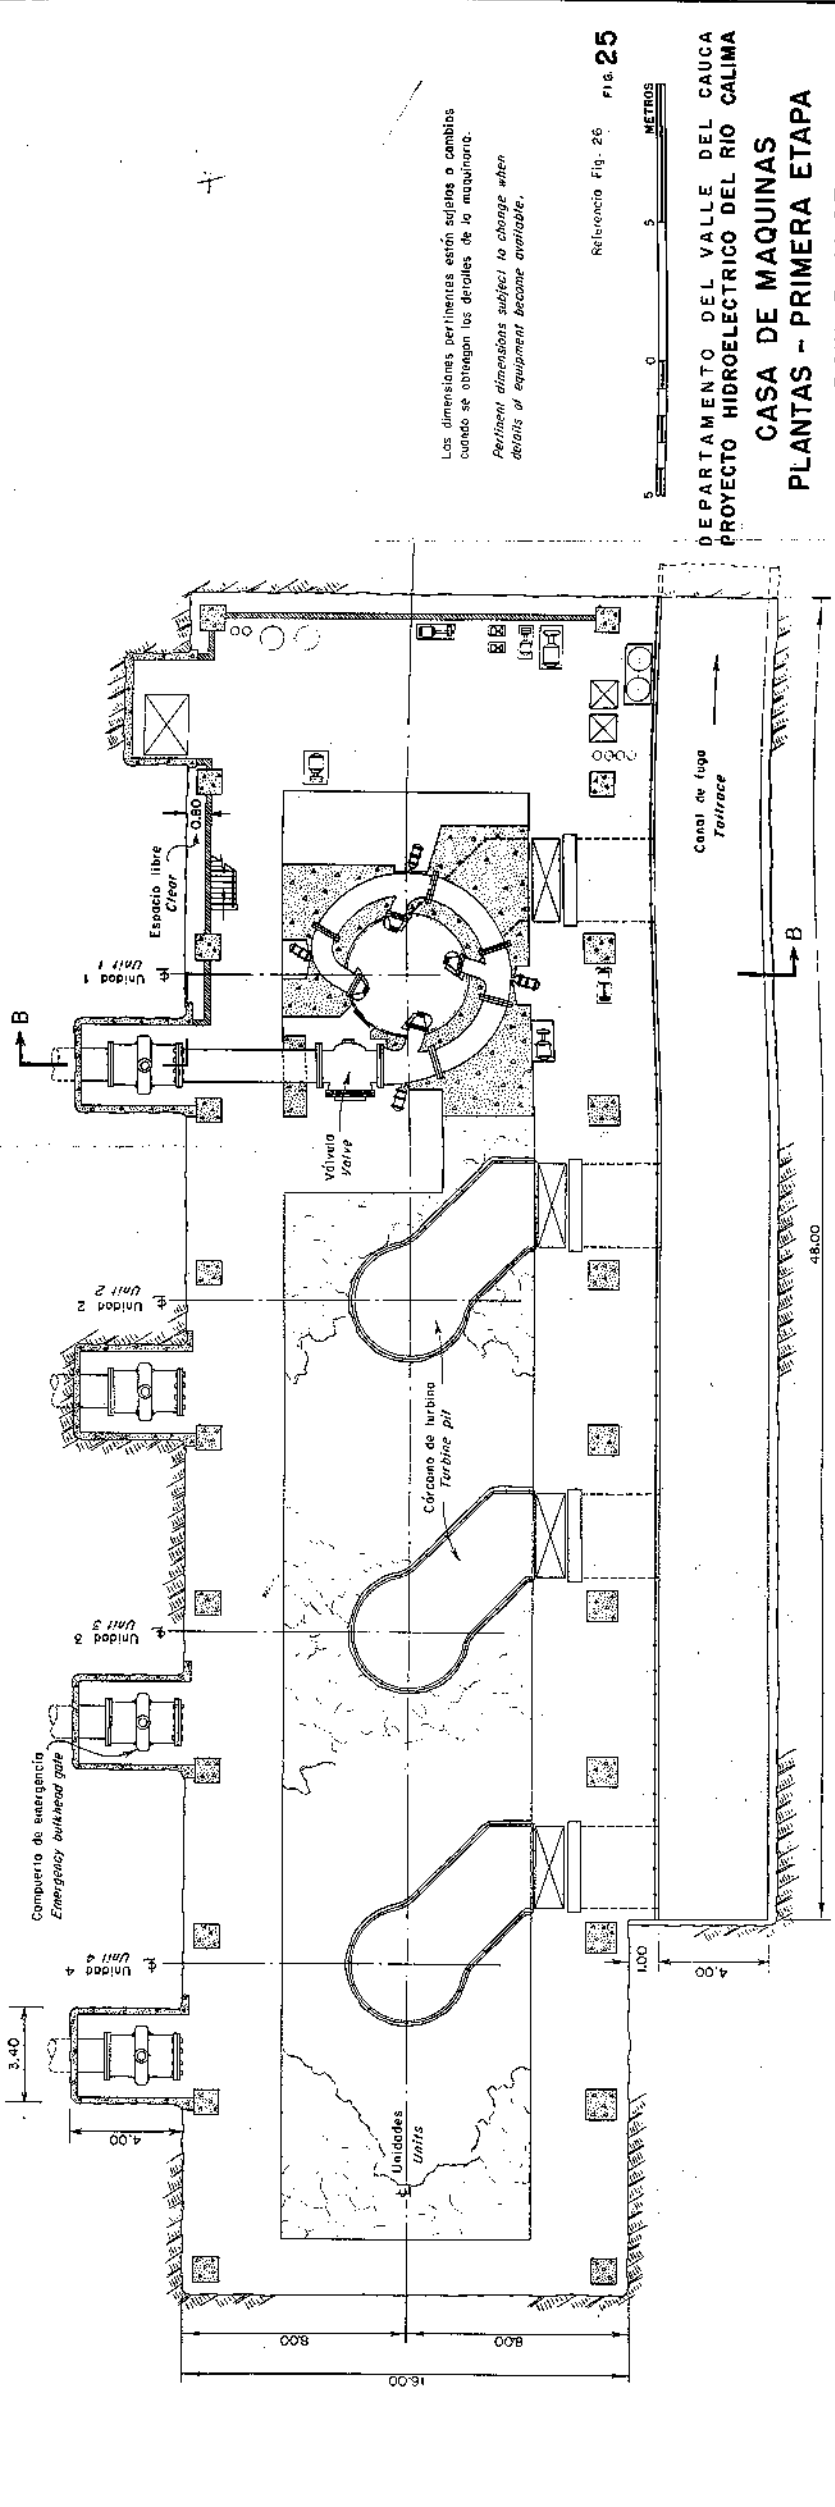 B
Espacio libre
Clear
0.80
Unidad 1
Unit 1
Válvula
Valve
Unidad 2
Unit 2
Cárcamo de turbina
Turbine pit
Unidad 3
Unit 3
Compuerta de emergencia
Emergency bulkhead gate
Unidad 4
Unit 4
3.40
4.00
Unidades
Units
8.00
8.00
16.00
1.00
4.00
48.00
B
Canal de fuga
Tailrace
Las dimensiones pertinentes están sujetas a cambios
cuando se obtengan los detalles de la maquinaria.
Pertinent dimensions subject to change when
details of equipment become available.
Referencia Fig. 26
FIG. 25
5 0 5 METROS
DEPARTAMENTO DEL VALLE DEL CAUCA
PROYECTO HIDROELECTRICO DEL RIO CALIMA
CASA DE MAQUINAS
PLANTAS - PRIMERA ETAPA